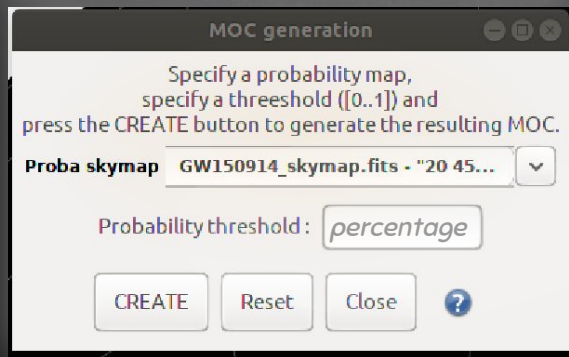 MOC generation
Specify a probability map,
specify a threeshold ([0..1]) and
press the CREATE button to generate the resulting MOC.
Proba skymap GW150914_skymap.fits - "20 45...
Probability threshold : percentage
CREATE Reset Close ?